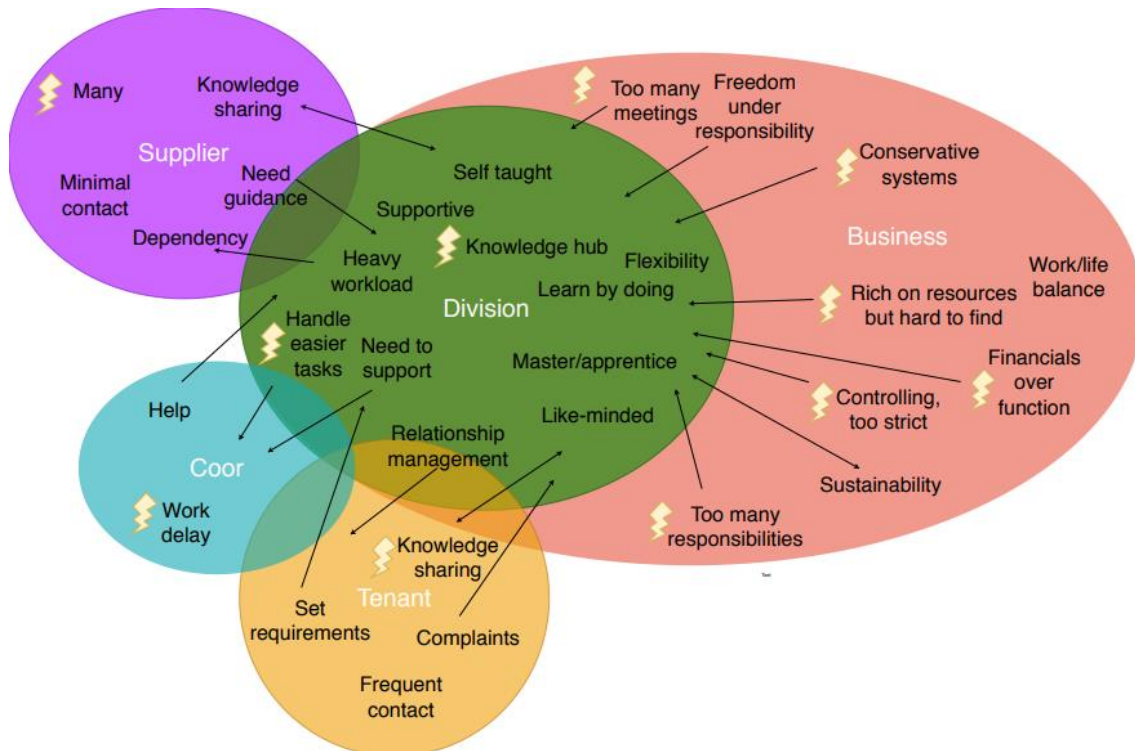 Many
Knowledge
sharing
Supplier
Minimal
contact
Need
guidance
Dependency
Too many
meetings
Freedom
under
responsibility
Conservative
systems
Business
Work/life
balance
Rich on resources
but hard to find
Financials
over
function
Controlling,
too strict
Sustainability
Too many
responsibilities
Text
Self taught
Supportive
Knowledge hub
Heavy
workload
Flexibility
Learn by doing
Division
Handle
easier
tasks
Need to
support
Master/apprentice
Like-minded
Relationship
management
Help
Coor
Work
delay
Knowledge
sharing
Tenant
Set
requirements
Complaints
Frequent
contact